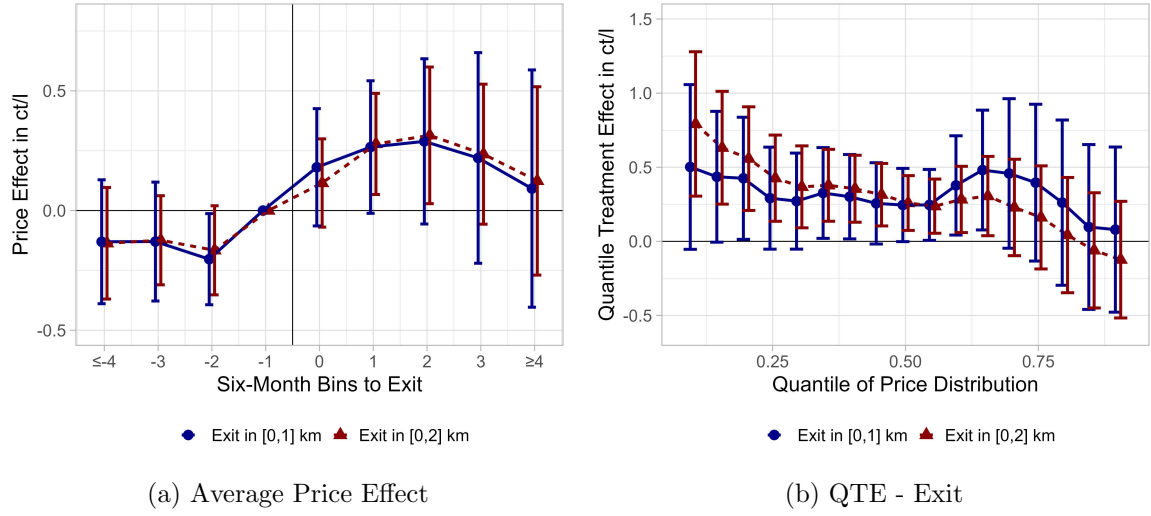 Price Effect in ct/l
0.5
0.0
-0.5
≤-4 -3 -2 -1 0 1 2 3 ≥4
Six-Month Bins to Exit
Exit in [0,1] km Exit in [0,2] km
(a) Average Price Effect
Quantile Treatment Effect in ct/l
1.5
1.0
0.5
0.0
-0.5
0.25 0.50 0.75
Quantile of Price Distribution
Exit in [0,1] km Exit in [0,2] km
(b) QTE - Exit